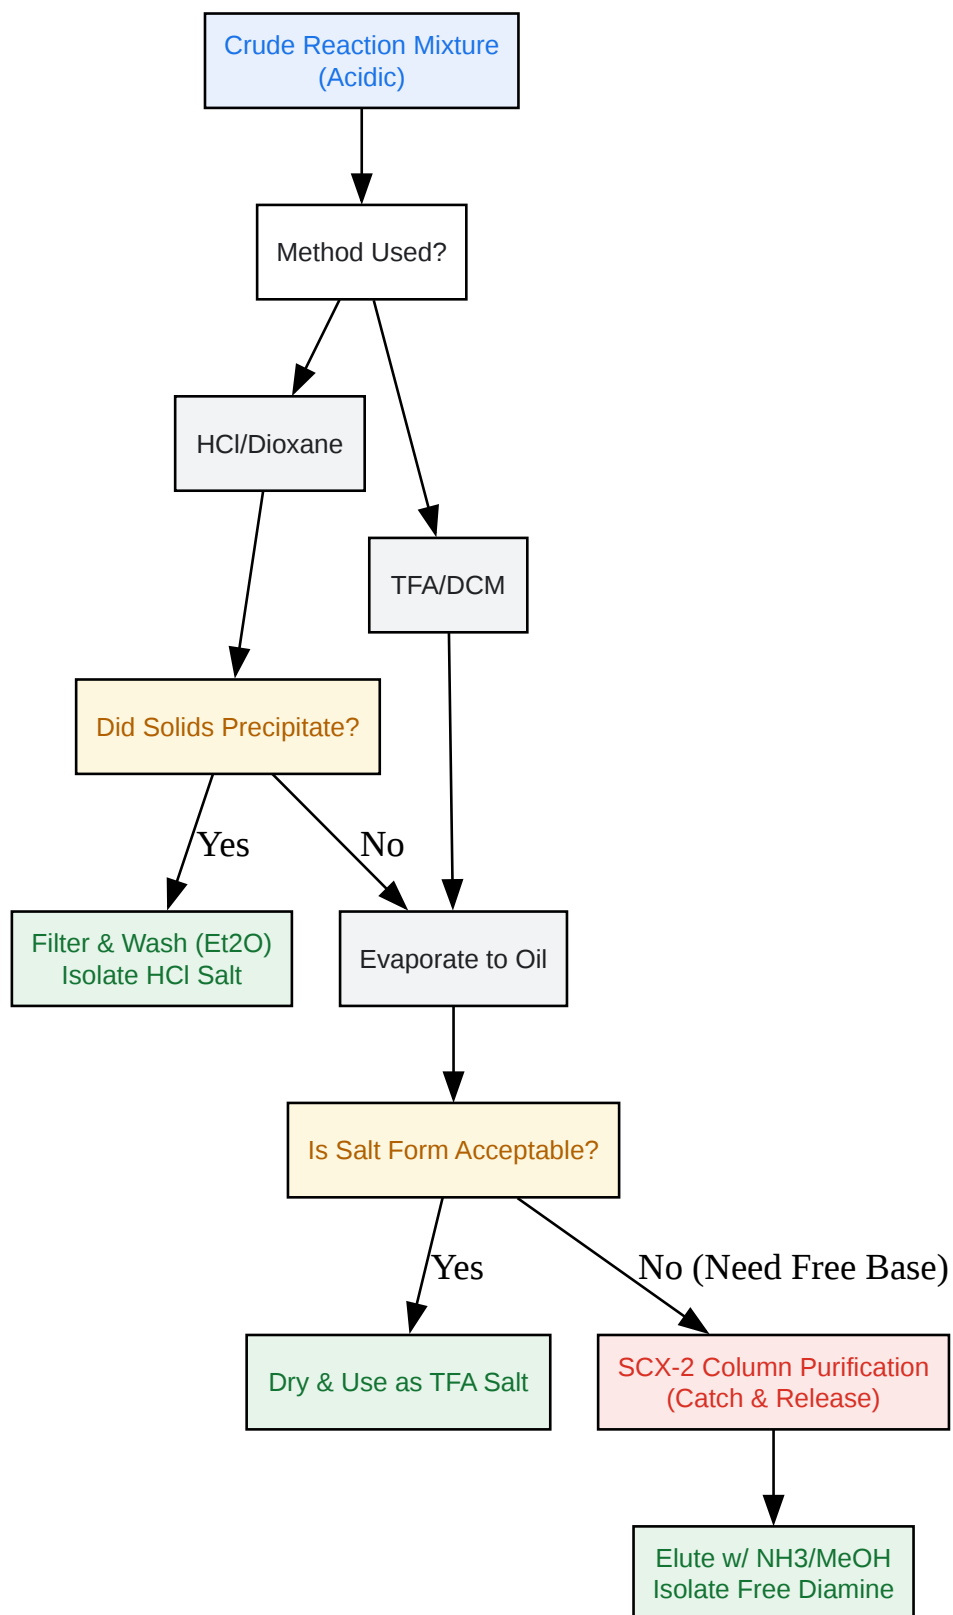 Crude Reaction Mixture
(Acidic)
Method Used?
HCl/Dioxane
TFA/DCM
Did Solids Precipitate?
Yes
No
Filter & Wash (Et2O)
Isolate HCl Salt
Evaporate to Oil
Is Salt Form Acceptable?
Yes
No (Need Free Base)
Dry & Use as TFA Salt
SCX-2 Column Purification
(Catch & Release)
Elute w/ NH3/MeOH
Isolate Free Diamine